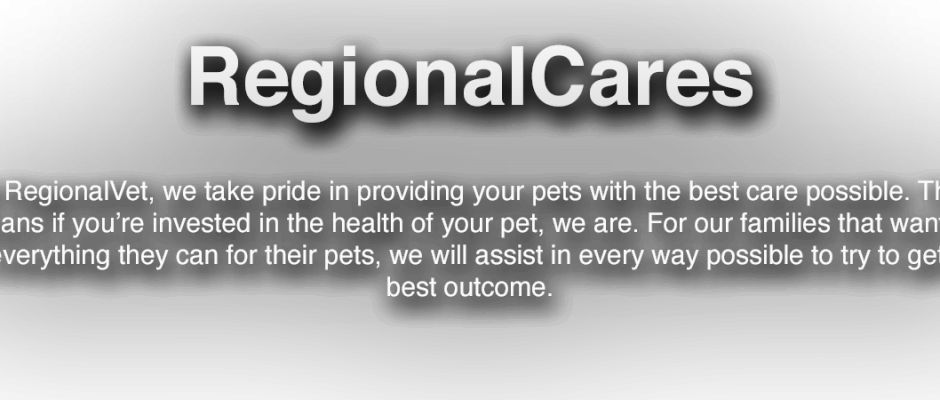 RegionalCares
RegionalVet, we take pride in providing your pets with the best care possible.
if you’re invested in the health of your pet, we are. For our families that
everything they can for their pets, we will assist in every way possible to try to get
best outcome.